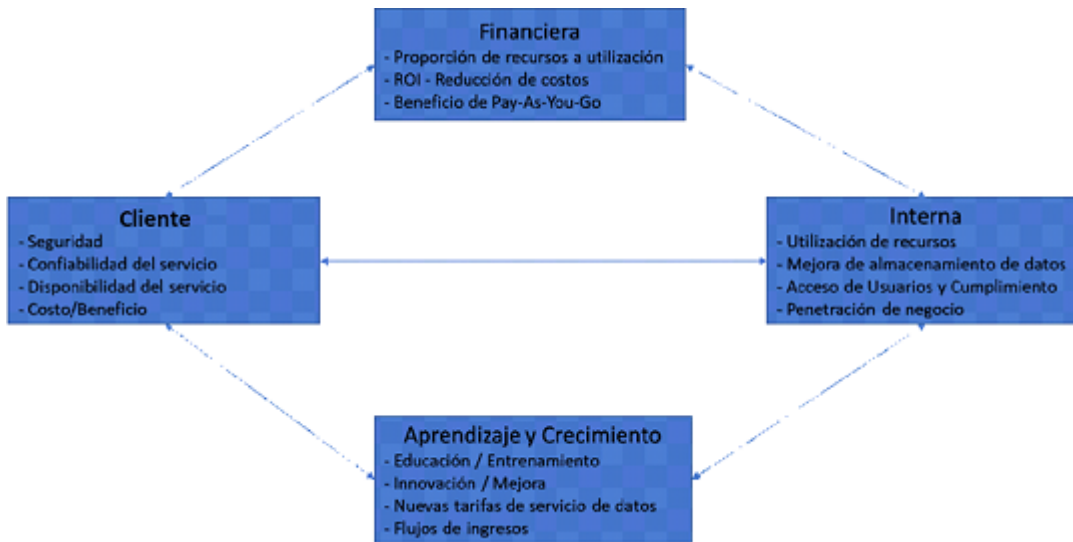 Financiera
- Proporción de recursos a utilización
- ROI - Reducción de costos
- Beneficio de Pay-As-You-Go
Cliente
- Seguridad
- Confiabilidad del servicio
- Disponibilidad del servicio
- Costo/Beneficio
Interna
- Utilización de recursos
- Mejora de almacenamiento de datos
- Acceso de Usuarios y Cumplimiento
- Penetración de negocio
Aprendizaje y Crecimiento
- Educación / Entrenamiento
- Innovación / Mejora
- Nuevas tarifas de servicio de datos
- Flujos de ingresos